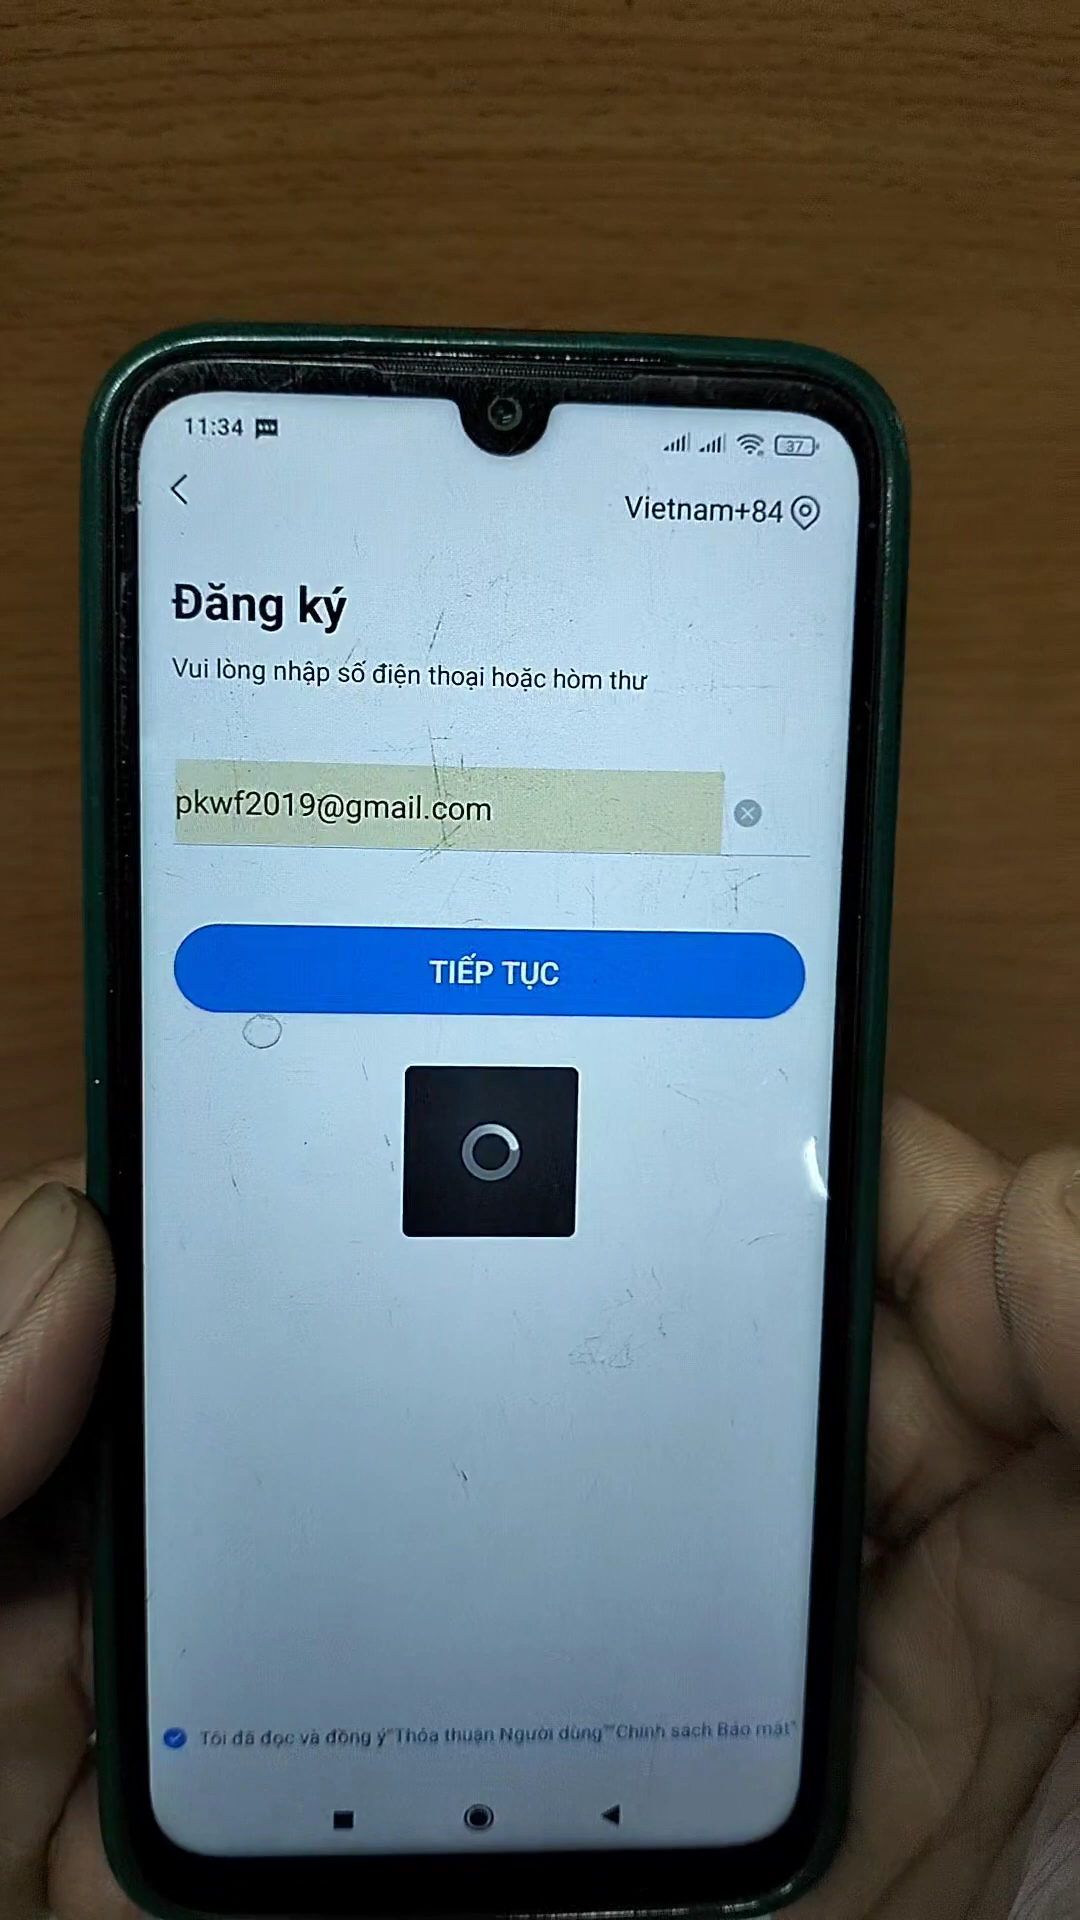 11:34
37
Vietnam+84
Đăng ký
Vui lòng nhập số điện thoại hoặc hòm thư
pkwf2019@gmail.com
TIẾP TỤC
Tôi đã đọc và đồng ý"Thỏa thuận Người dùng""Chính sách Bảo mật"